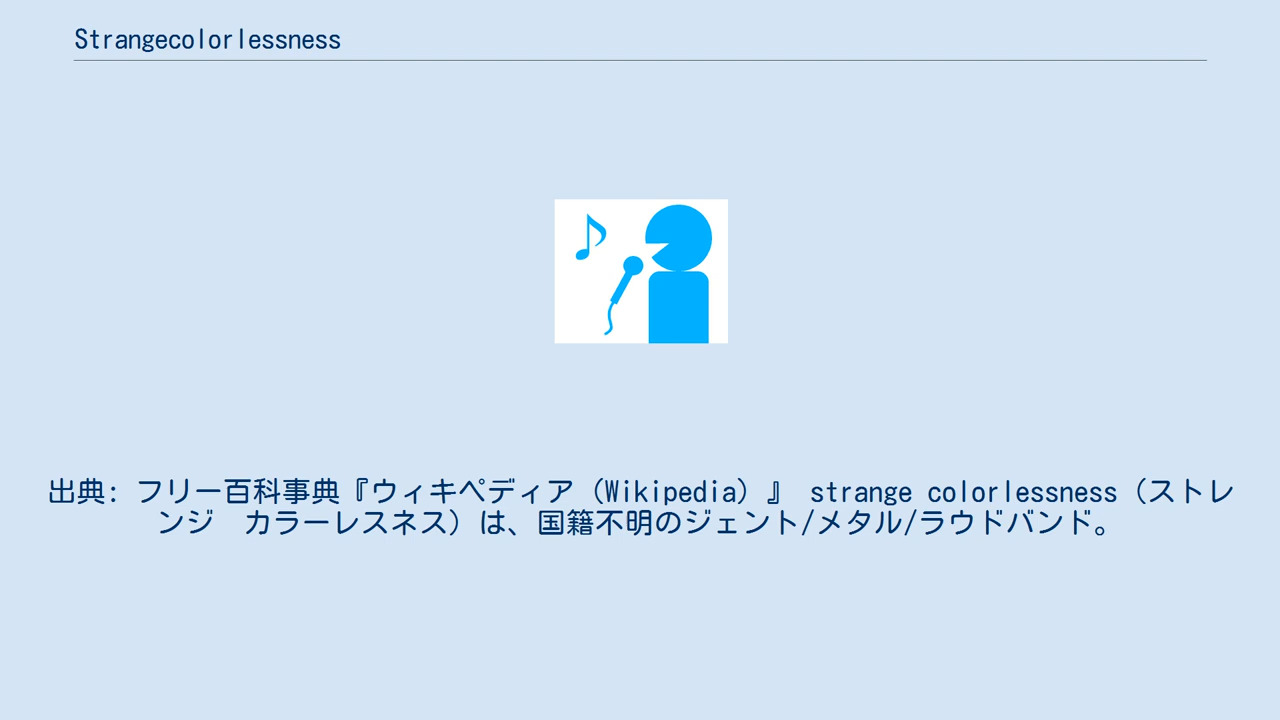 Strangecolorlessness
出典: フリー百科事典『ウィキペディア（Wikipedia）』 strange colorlessness（ストレ
ンジ　カラーレスネス）は、国籍不明のジェント/メタル/ラウドバンド。